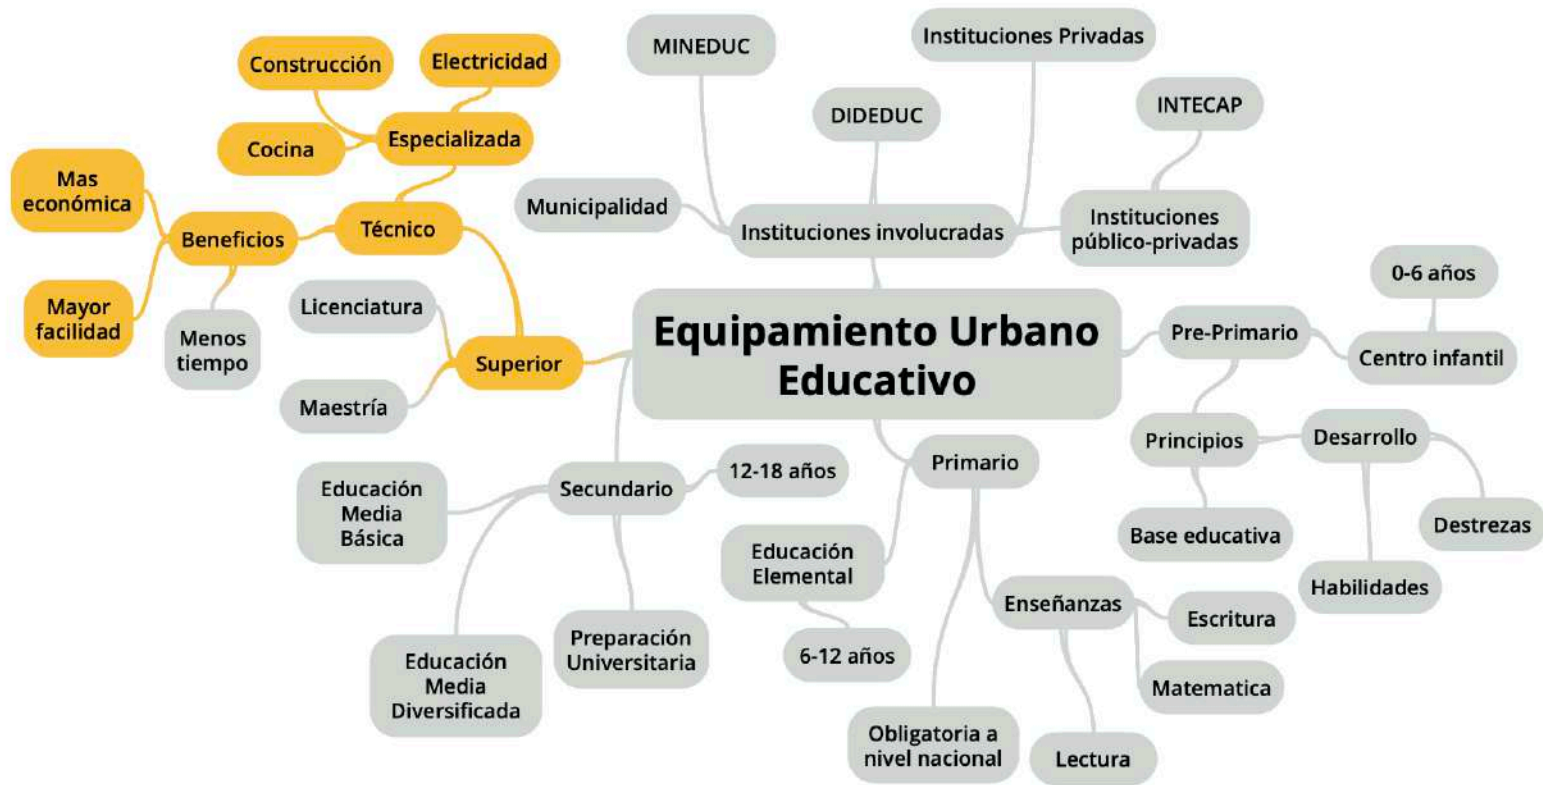 Construcción
Electricidad
Cocina
Especializada
Mas
económica
Beneficios
Técnico
Mayor
facilidad
Menos
tiempo
Licenciatura
Superior
Maestría
MINEDUC
Instituciones Privadas
DIDEDUC
INTECAP
Municipalidad
Instituciones involucradas
Instituciones
público-privadas
Equipamiento Urbano
Educativo
0-6 años
Pre-Primario
Centro infantil
Principios
Desarrollo
Base educativa
Destrezas
Habilidades
Primario
Educación
Elemental
6-12 años
Enseñanzas
Escritura
Matematica
Lectura
Obligatoria a
nivel nacional
12-18 años
Secundario
Educación
Media
Básica
Educación
Media
Diversificada
Preparación
Universitaria